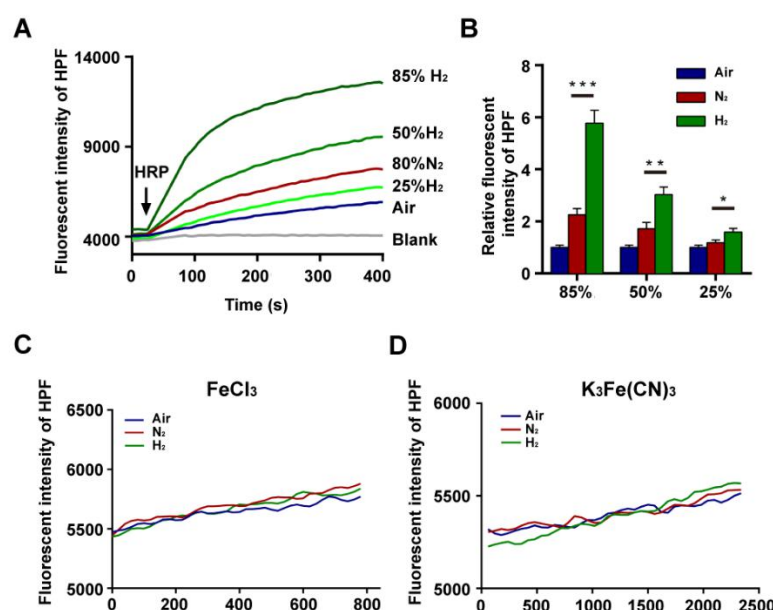 A
Fluorescent intensity of HPF
14000
9000
4000
HRP
85% H₂
50%H₂
80%N₂
25%H₂
Air
Blank
0 100 200 300 400
Time (s)
B
Relative fluorescent
intensity of HPF
8
6
4
2
0
Air
N₂
H₂
***
**
*
85% 50% 25%
C
FeCl₃
Fluorescent intensity of HPF
6500
6000
5500
5000
Air
N₂
H₂
0 200 400 600 800
D
K₃Fe(CN)₃
Fluorescent intensity of HPF
6000
5500
5000
Air
N₂
H₂
0 500 1000 1500 2000 2500